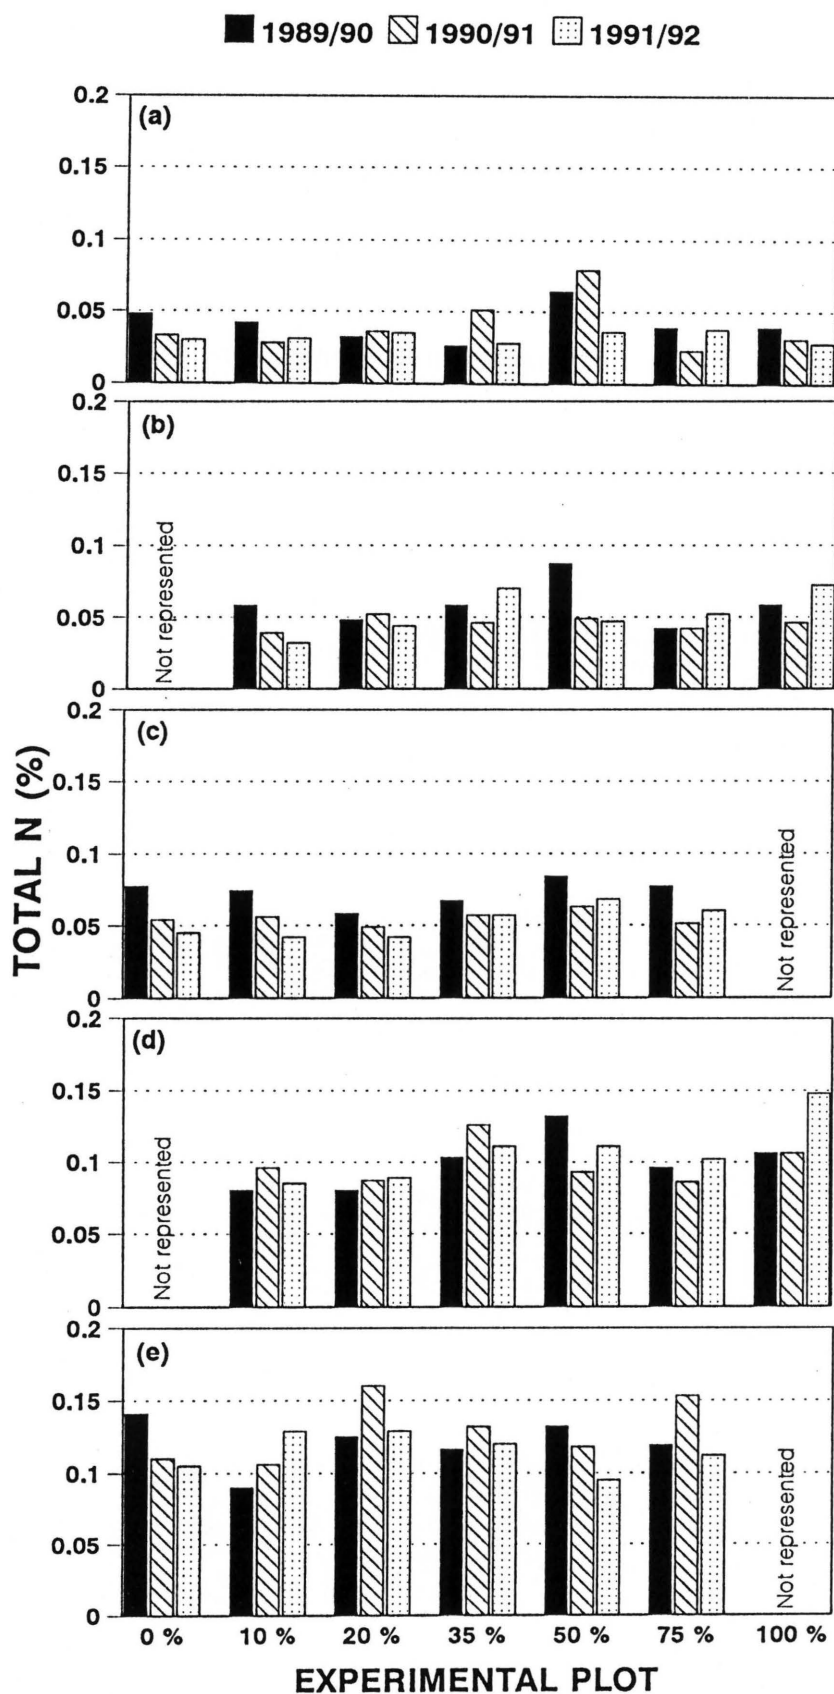 1989/90 1990/91 1991/92
TOTAL N (%)
(a)
0.2
0.15
0.1
0.05
0
(b)
0.2
0.15
0.1
0.05
0
Not represented
(c)
0.2
0.15
0.1
0.05
0
Not represented
(d)
0.2
0.15
0.1
0.05
0
Not represented
(e)
0.2
0.15
0.1
0.05
0
Not represented
0 % 10 % 20 % 35 % 50 % 75 % 100 %
EXPERIMENTAL PLOT